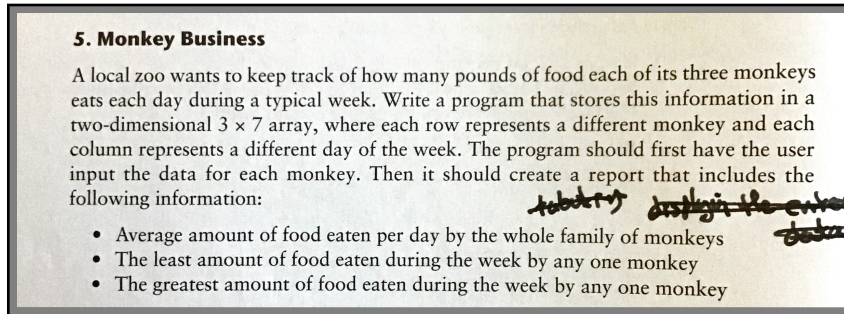 5. Monkey Business
A local zoo wants to keep track of how many pounds of food each of its three monkeys
eats each day during a typical week. Write a program that stores this information in a
two-dimensional 3 × 7 array, where each row represents a different monkey and each
column represents a different day of the week. The program should first have the user
input the data for each monkey. Then it should create a report that includes the
following information:
• Average amount of food eaten per day by the whole family of monkeys
• The least amount of food eaten during the week by any one monkey
• The greatest amount of food eaten during the week by any one monkey